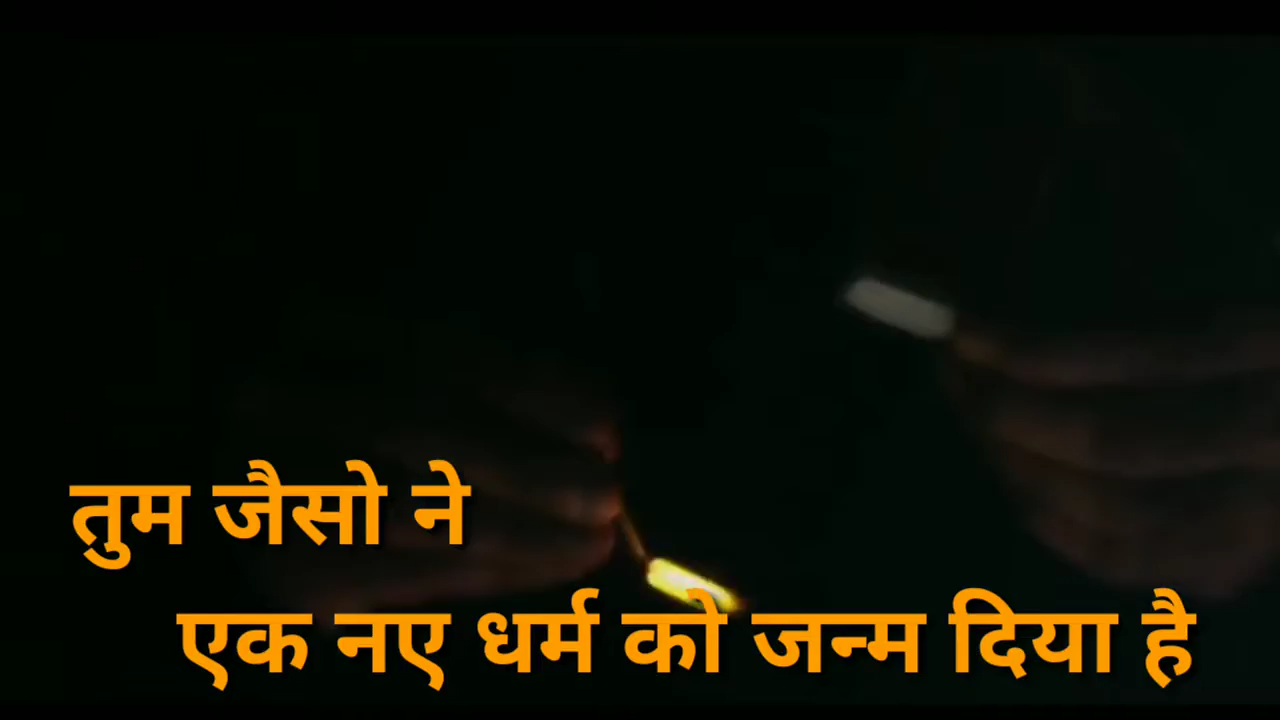 तुम जैसो ने
एक नए धर्म को जन्म दिया है